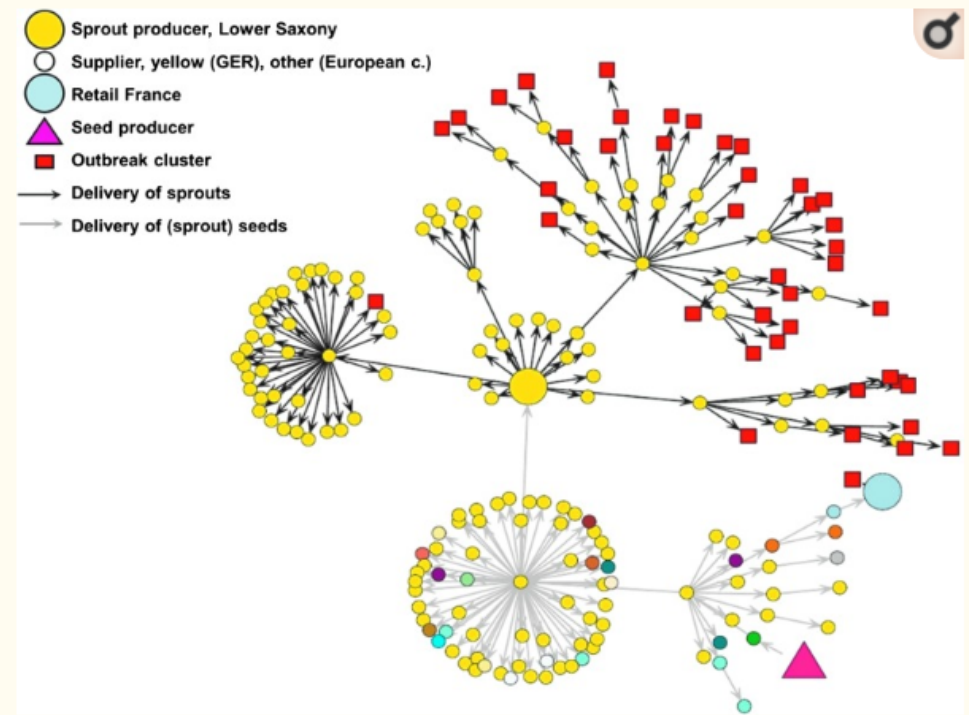 Sprout producer, Lower Saxony
Supplier, yellow (GER), other (European c.)
Retail France
Seed producer
Outbreak cluster
Delivery of sprouts
Delivery of (sprout) seeds